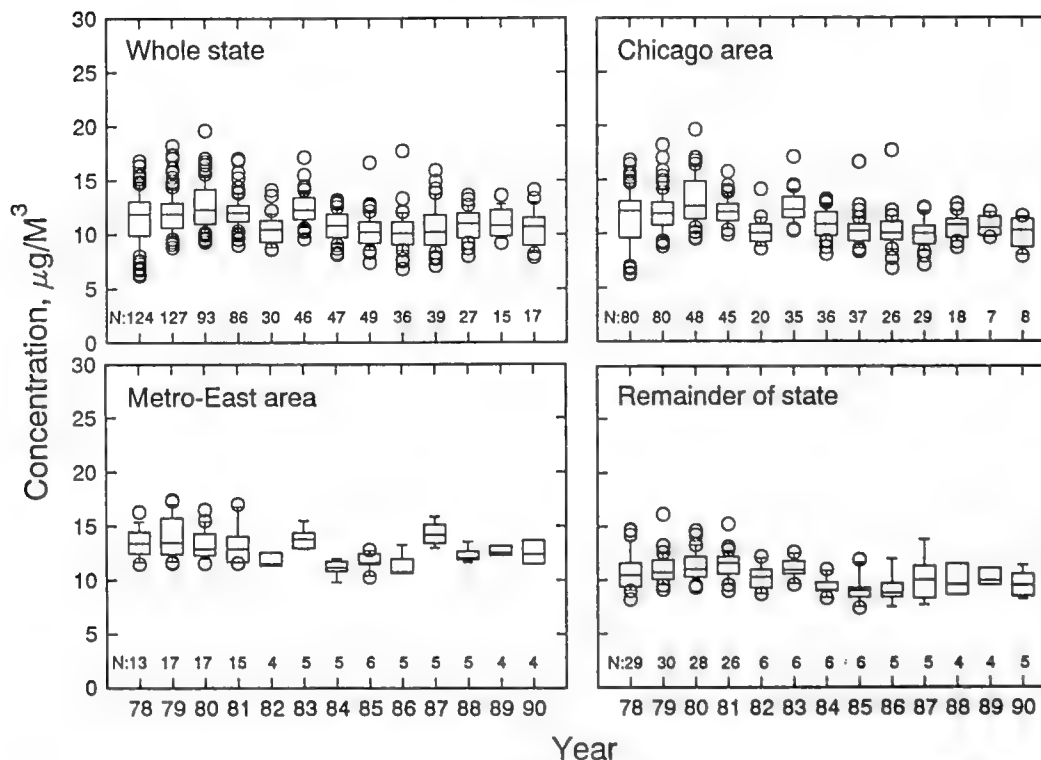 Concentration, µg/M³
30
25
20
15
10
5
0
Whole state
N:124 127 93 86 30 46 47 49 36 39 27 15 17
Chicago area
N:80 80 48 45 20 35 36 37 26 29 18 7 8
30
25
20
15
10
5
0
Metro-East area
N:13 17 17 15 4 5 5 6 5 5 5 4 4
Remainder of state
N:29 30 28 26 6 6 6 6 5 5 4 4 5
78 79 80 81 82 83 84 85 86 87 88 89 90
78 79 80 81 82 83 84 85 86 87 88 89 90
Year